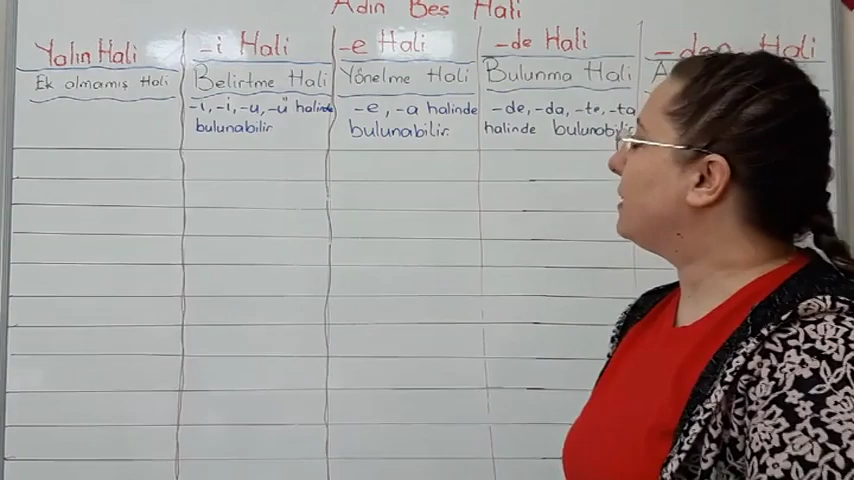 Adın Beş Hali
Yalın Hali
Ek almamış Hali
-i Hali
Belirtme Hali
-ı, -i, -u, -ü halinde
bulunabilir
-e Hali
Yönelme Hali
-e, -a halinde
bulunabilir.
-de Hali
Bulunma Hali
-de, -da, -te, -ta
halinde bulunabilir
-den Hali